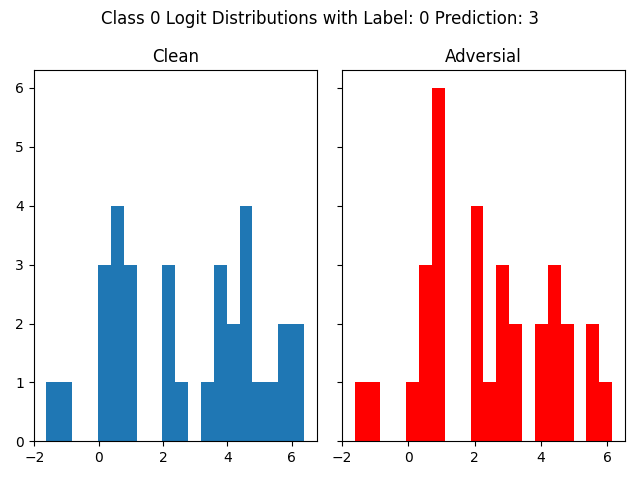 Class 0 Logit Distributions with Label: 0 Prediction: 3
Clean
Adversial
6
5
4
3
2
1
0
−2 0 2 4 6
−2 0 2 4 6